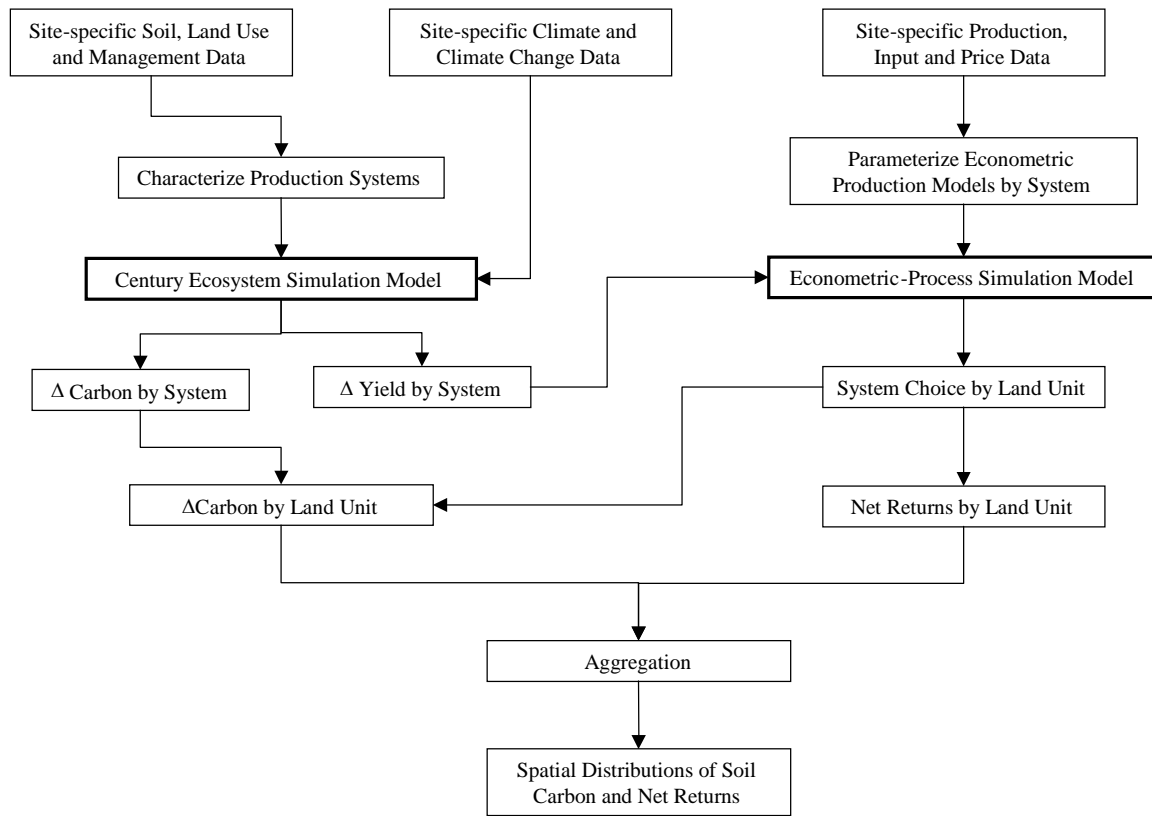 Site-specific Soil, Land Use
and Management Data
Site-specific Climate and
Climate Change Data
Site-specific Production,
Input and Price Data
Characterize Production Systems
Parameterize Econometric
Production Models by System
Century Ecosystem Simulation Model
Econometric-Process Simulation Model
Δ Carbon by System
Δ Yield by System
System Choice by Land Unit
ΔCarbon by Land Unit
Net Returns by Land Unit
Aggregation
Spatial Distributions of Soil
Carbon and Net Returns